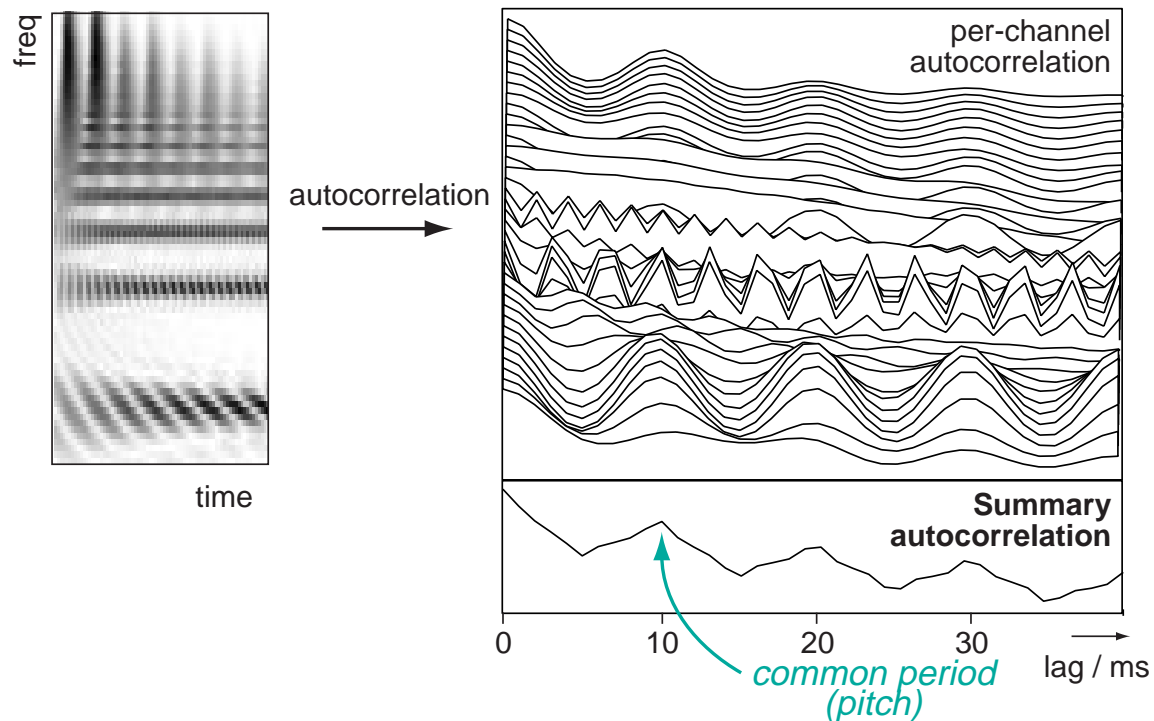 freq
time
autocorrelation
per-channel
autocorrelation
Summary
autocorrelation
0 10 20 30
lag / ms
common period
(pitch)